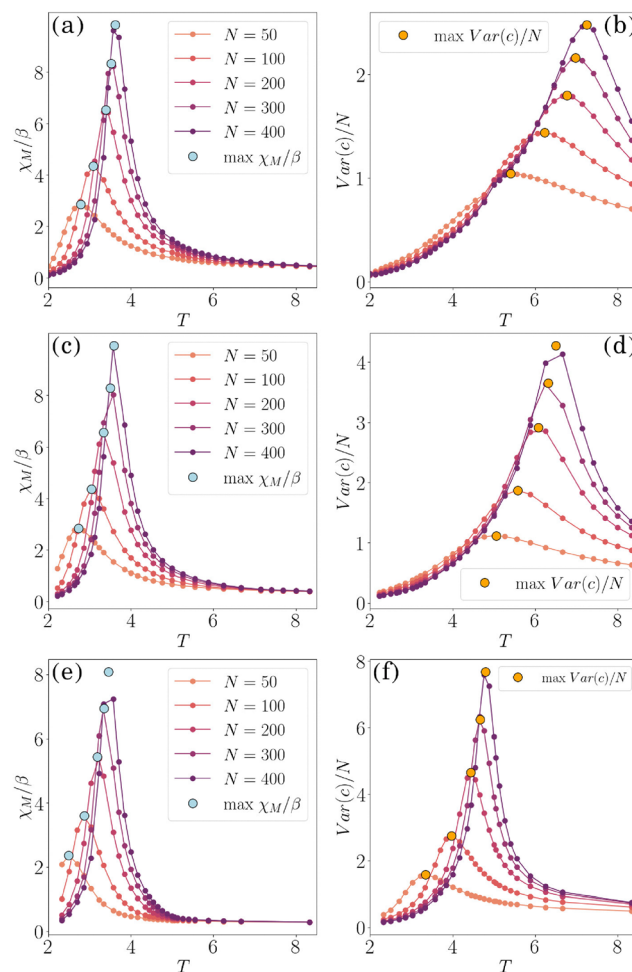 (a)
N = 50
N = 100
N = 200
N = 300
N = 400
max χ_M/β
χ_M/β
8
6
4
2
0
2 4 6 8
T
(b)
max Var(c)/N
Var(c)/N
2
1
0
2 4 6 8
T
(c)
N = 50
N = 100
N = 200
N = 300
N = 400
max χ_M/β
χ_M/β
10
8
6
4
2
0
2 4 6 8
T
(d)
max Var(c)/N
Var(c)/N
4
3
2
1
0
2 4 6 8
T
(e)
N = 50
N = 100
N = 200
N = 300
N = 400
max χ_M/β
χ_M/β
8
6
4
2
0
2 4 6 8
T
(f)
max Var(c)/N
Var(c)/N
8
6
4
2
0
2 4 6 8
T